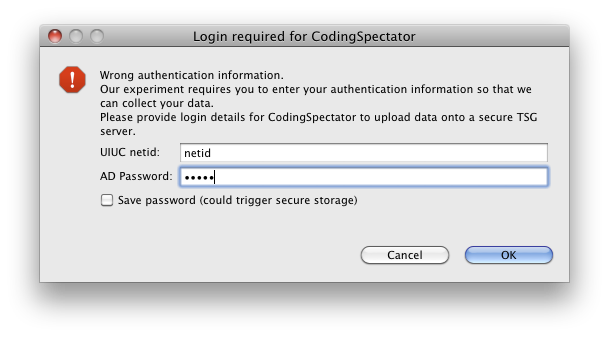 Login required for CodingSpectator
Wrong authentication information.
Our experiment requires you to enter your authentication information so that we
can collect your data.
Please provide login details for CodingSpectator to upload data onto a secure TSG
server.
UIUC netid: netid
AD Password: •••••
Save password (could trigger secure storage)
Cancel OK